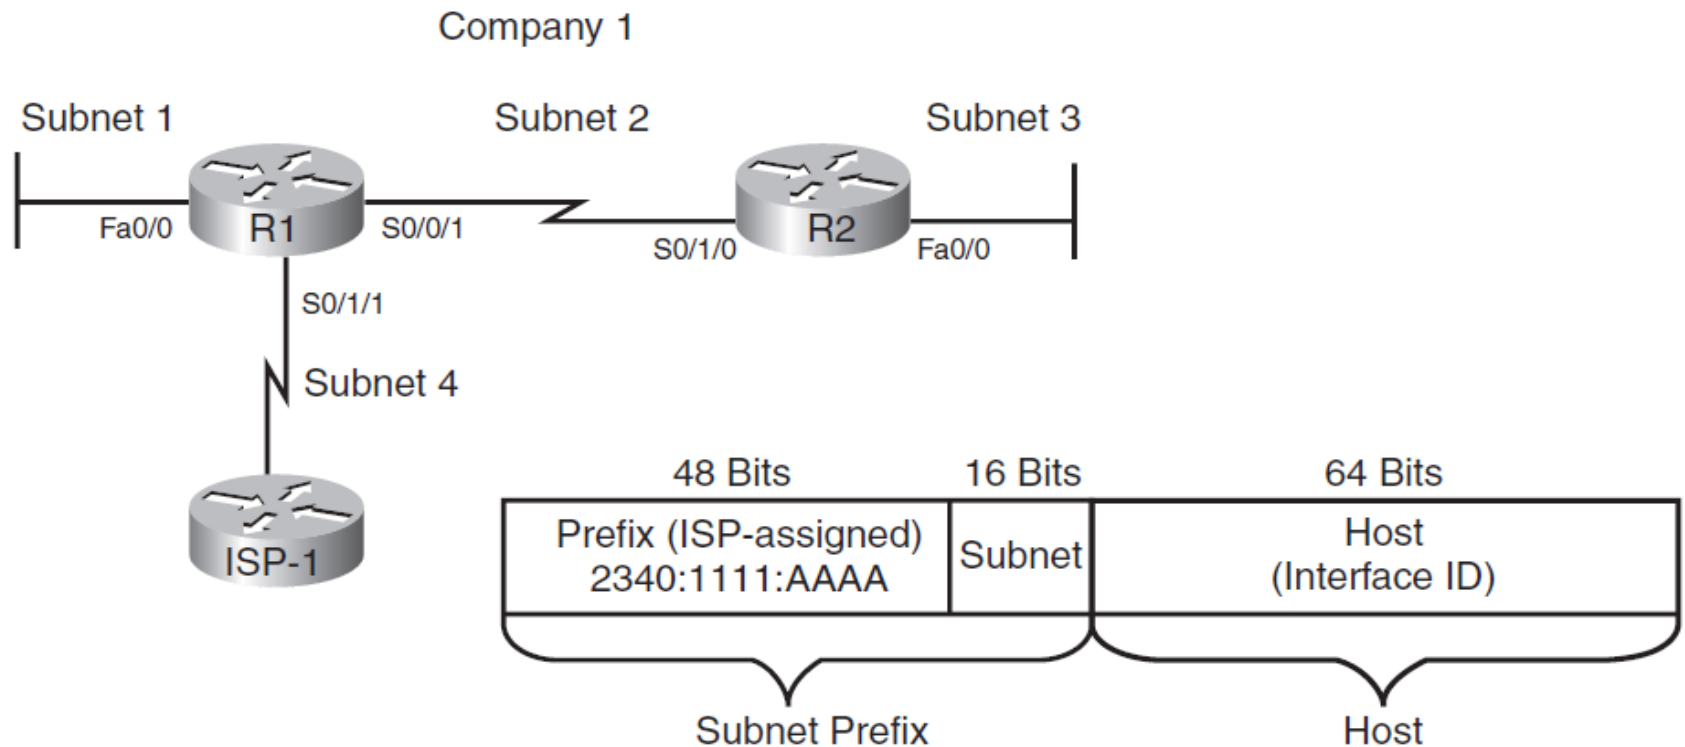 Company 1
Subnet 1
Subnet 2
Subnet 3
Fa0/0
R1
S0/0/1
S0/1/0
R2
Fa0/0
S0/1/1
Subnet 4
ISP-1
48 Bits
16 Bits
64 Bits
Prefix (ISP-assigned)
2340:1111:AAAA
Subnet
Host
(Interface ID)
Subnet Prefix
Host